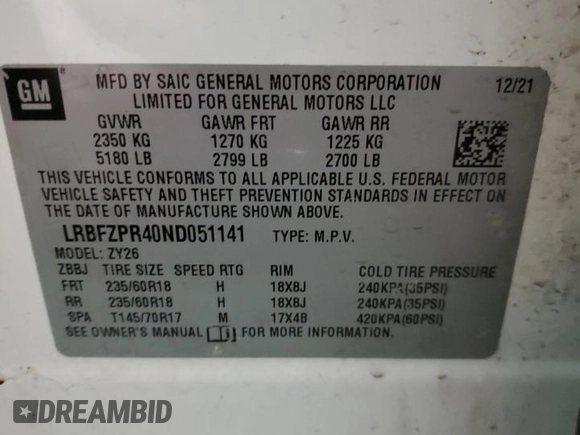 GM
MFD BY SAIC GENERAL MOTORS CORPORATION 12/21
LIMITED FOR GENERAL MOTORS LLC
GVWR GAWR FRT GAWR RR
2350 KG 1270 KG 1225 KG
5180 LB 2799 LB 2700 LB
THIS VEHICLE CONFORMS TO ALL APPLICABLE U.S. FEDERAL MOTOR
VEHICLE SAFETY AND THEFT PREVENTION STANDARDS IN EFFECT ON
THE DATE OF MANUFACTURE SHOWN ABOVE.
LRBFZPR40ND051141 TYPE: M.P.V.
MODEL: ZY26
ZBBJ TIRE SIZE SPEED RTG RIM COLD TIRE PRESSURE
FRT 235/60R18 H 18X8J 240KPA(35PSI)
RR 235/60R18 H 18X8J 240KPA(35PSI)
SPA T145/70R17 M 17X4B 420KPA(60PSI)
SEE OWNER'S MANUAL FOR MORE INFORMATION.
DREAMBID